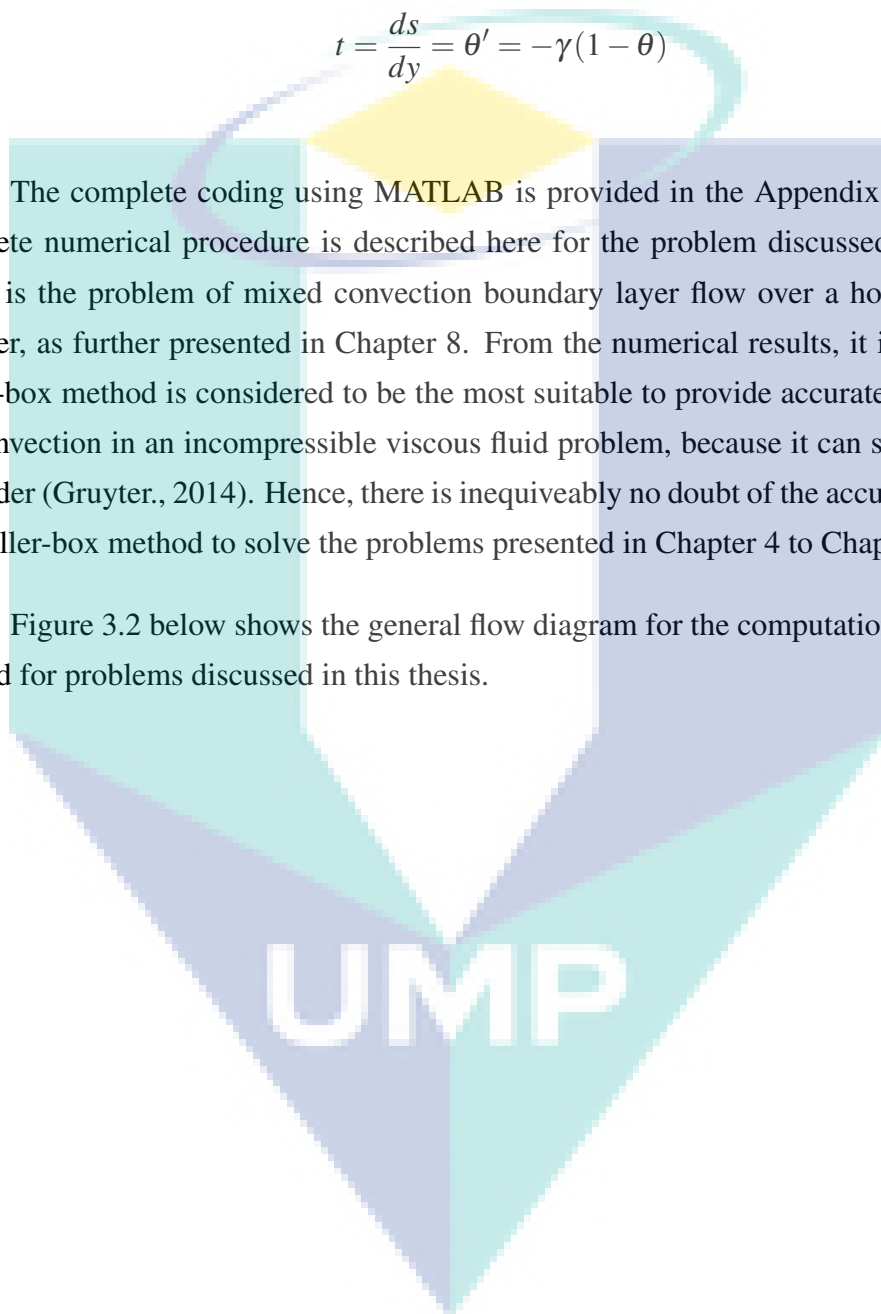 t = ds/dy = θ′ = −γ(1 − θ)
The complete coding using MATLAB is provided in the Appendix
ete numerical procedure is described here for the problem discussed
is the problem of mixed convection boundary layer flow over a ho
er, as further presented in Chapter 8. From the numerical results, it i
-box method is considered to be the most suitable to provide accurate
nvection in an incompressible viscous fluid problem, because it can s
der (Gruyter., 2014). Hence, there is inequiveably no doubt of the accu
ller-box method to solve the problems presented in Chapter 4 to Chap
Figure 3.2 below shows the general flow diagram for the computatio
d for problems discussed in this thesis.
UMP